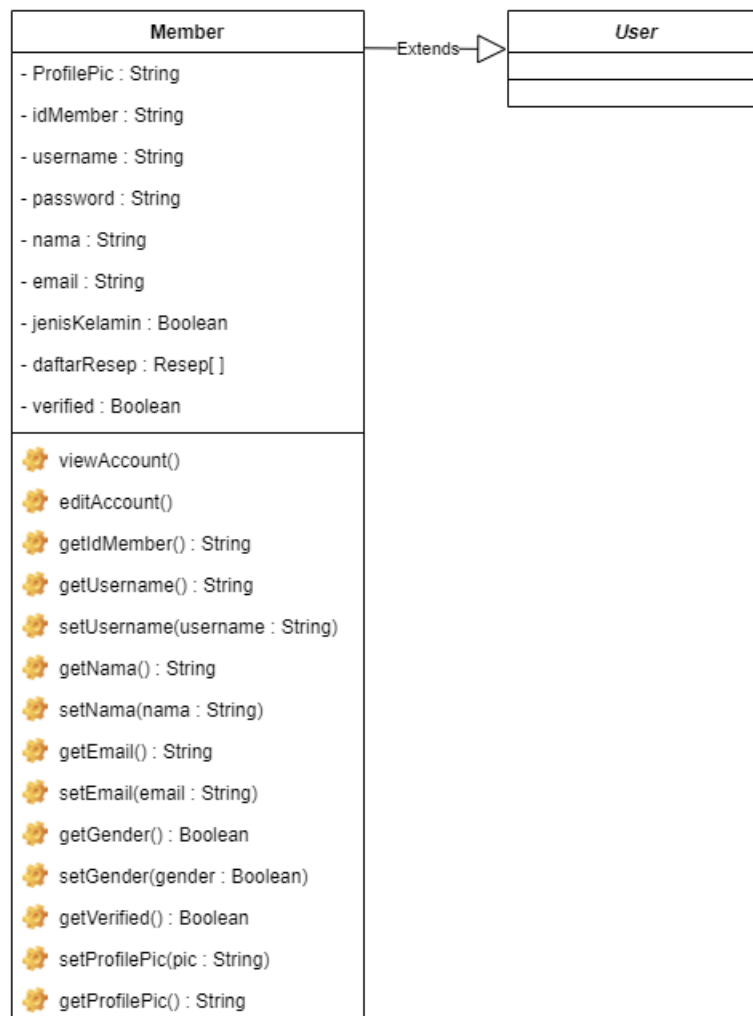 Member
- ProfilePic : String
- idMember : String
- username : String
- password : String
- nama : String
- email : String
- jenisKelamin : Boolean
- daftarResep : Resep[ ]
- verified : Boolean
viewAccount()
editAccount()
getIdMember() : String
getUsername() : String
setUsername(username : String)
getNama() : String
setNama(nama : String)
getEmail() : String
setEmail(email : String)
getGender() : Boolean
setGender(gender : Boolean)
getVerified() : Boolean
setProfilePic(pic : String)
getProfilePic() : String
Extends
User